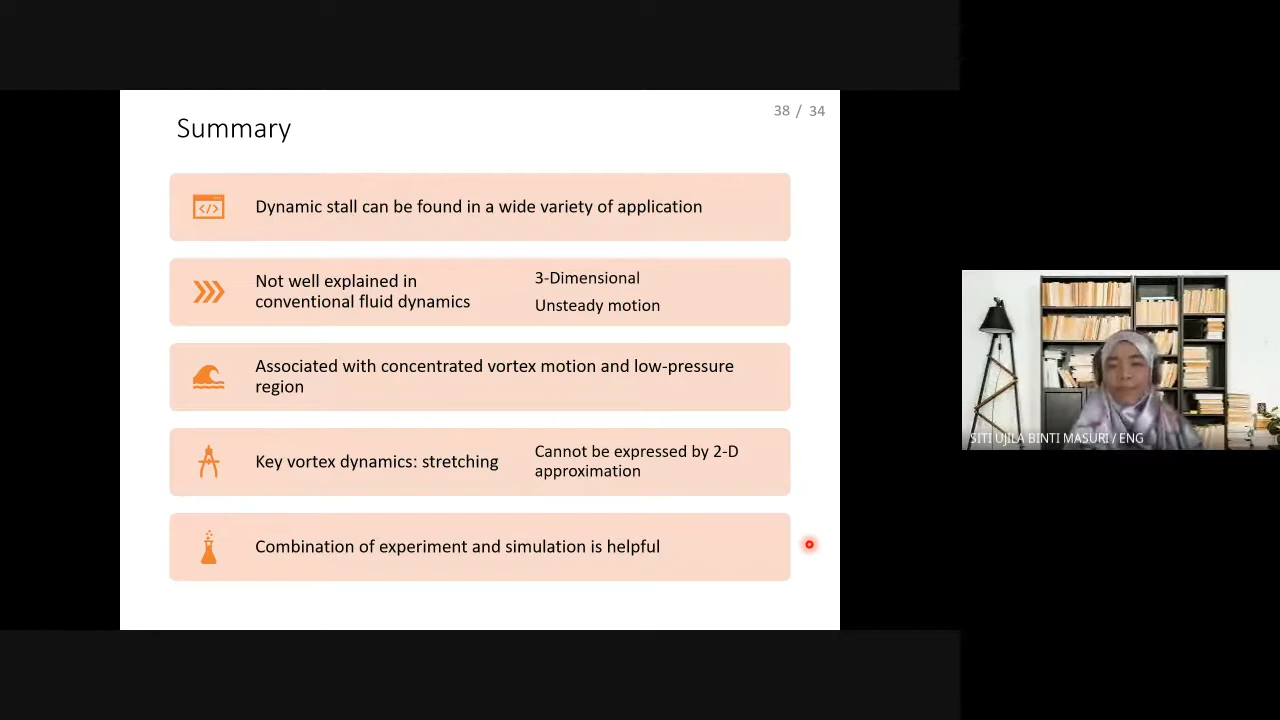 38 / 34
Summary
Dynamic stall can be found in a wide variety of application
Not well explained in
conventional fluid dynamics
3-Dimensional
Unsteady motion
Associated with concentrated vortex motion and low-pressure
region
Key vortex dynamics: stretching
Cannot be expressed by 2-D
approximation
Combination of experiment and simulation is helpful
SITI UJILA BINTI MASURI / ENG